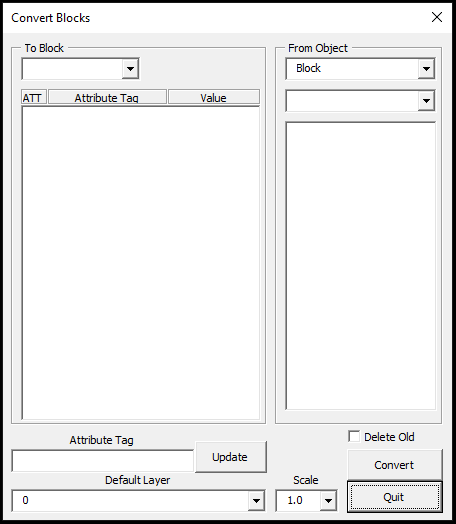 Convert Blocks
To Block
From Object
Block
ATT Attribute Tag Value
Delete Old
Attribute Tag
Update
Convert
Default Layer
Scale
0
1.0
Quit